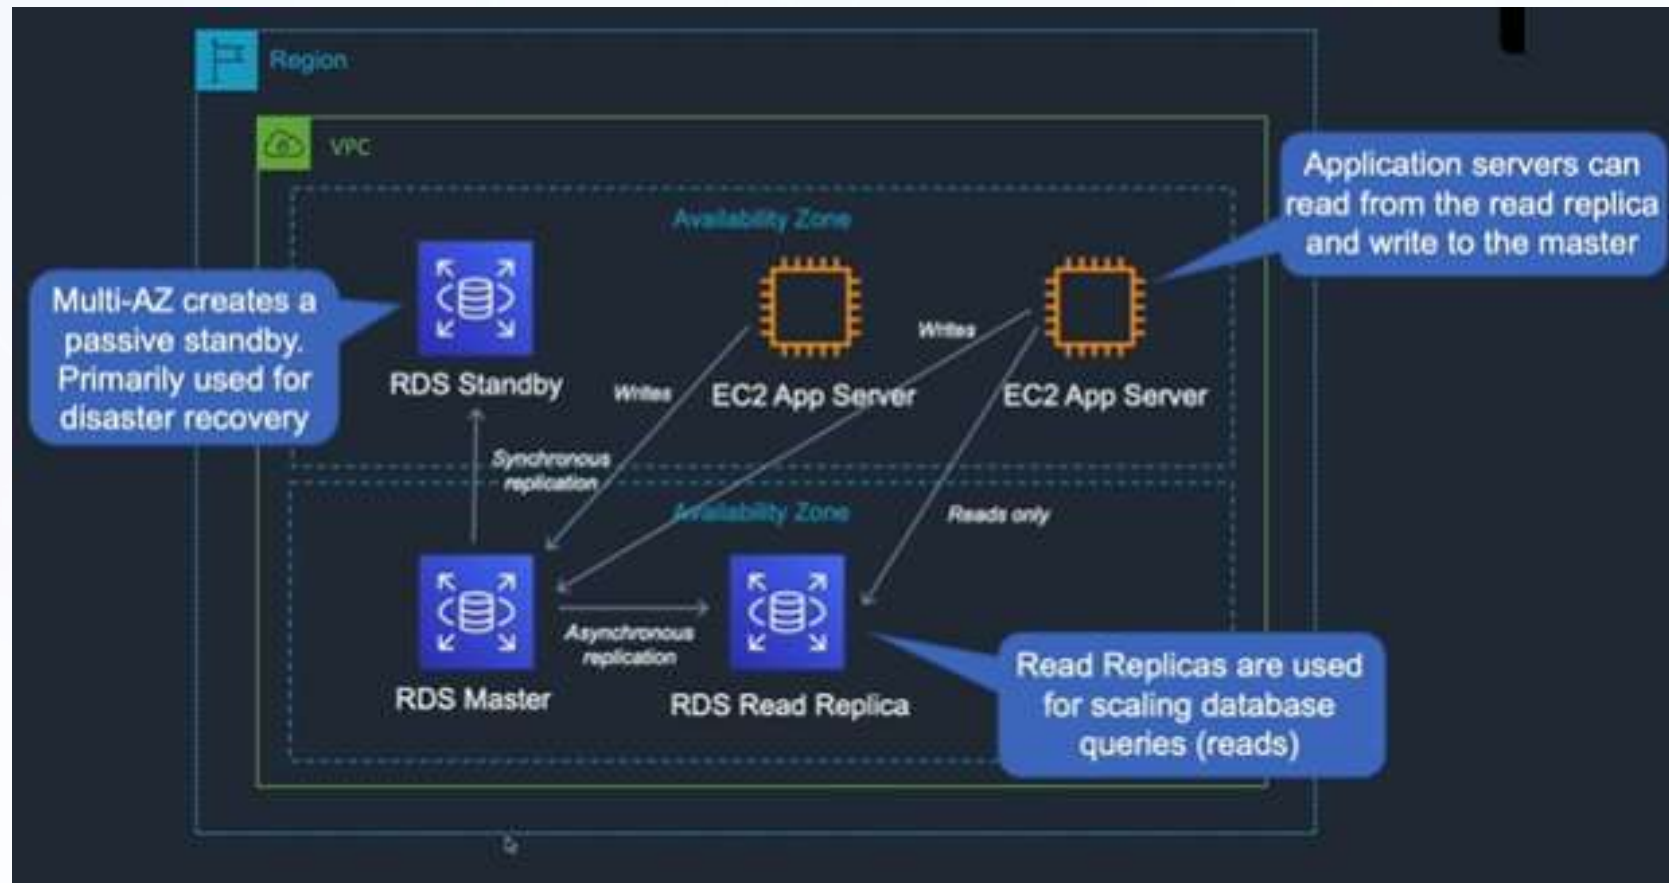 Region
VPC
Availability Zone
Application servers can
read from the read replica
and write to the master
Multi-AZ creates a
passive standby.
Primarily used for
disaster recovery
RDS Standby
Writes
EC2 App Server
Writes
EC2 App Server
Synchronous
replication
Availability Zone
Reads only
Asynchronous
replication
RDS Master
RDS Read Replica
Read Replicas are used
for scaling database
queries (reads)